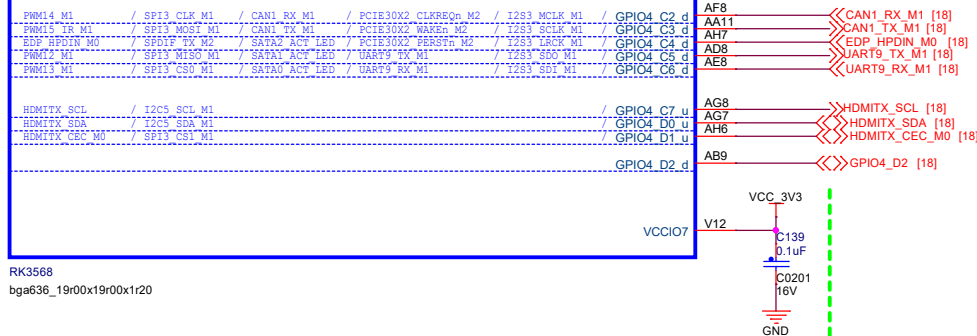 PWM14_M1 / SPI3_CLK_M1 / CAN1_RX_M1 / PCIE30X2_CLKREQn_M2 / I2S3_MCLK_M1 / GPIO4_C2_d AF8 CAN1_RX_M1 [18]
PWM15_IR_M1 / SPI3_MOSI_M1 / CAN1_TX_M1 / PCIE30X2_WAKEn_M2 / I2S3_SCLK_M1 / GPIO4_C3_d AA11 CAN1_TX_M1 [18]
EDP_HPDIN_M0 / SPDIF_TX_M2 / SATA2_ACT_LED / PCIE30X2_PERSTn_M2 / I2S3_LRCK_M1 / GPIO4_C4_d AH7 EDP_HPDIN_M0 [18]
PWM12_M1 / SPI3_MISO_M1 / SATA1_ACT_LED / UART9_TX_M1 / I2S3_SDO_M1 / GPIO4_C5_d AD8 UART9_TX_M1 [18]
PWM13_M1 / SPI3_CS0_M1 / SATA0_ACT_LED / UART9_RX_M1 / I2S3_SDI_M1 / GPIO4_C6_d AE8 UART9_RX_M1 [18]
HDMITX_SCL / I2C5_SCL_M1 / GPIO4_C7_u AG8 HDMITX_SCL [18]
HDMITX_SDA / I2C5_SDA_M1 / GPIO4_D0_u AG7 HDMITX_SDA [18]
HDMITX_CEC_M0 / SPI3_CS1_M1 / GPIO4_D1_u AH6 HDMITX_CEC_M0 [18]
GPIO4_D2_d AB9 GPIO4_D2 [18]
VCC_3V3
VCCIO7 V12
C139
0.1uF
C0201
16V
GND
RK3568
bga636_19r00x19r00x1r20